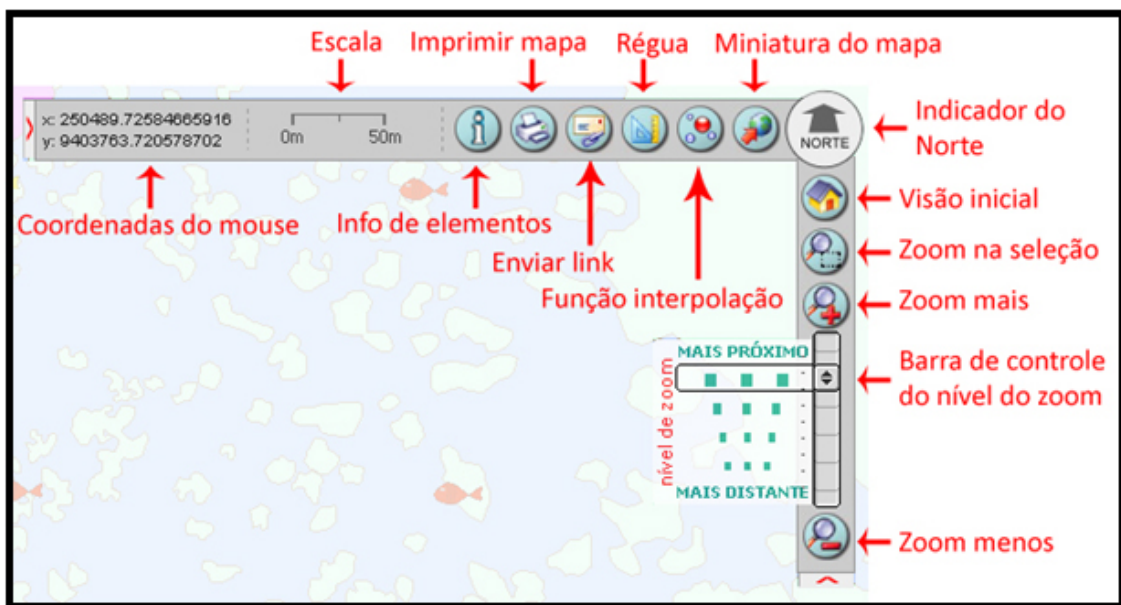 Escala
Imprimir mapa
Régua
Miniatura do mapa
x: 250489.72584665916
y: 9403763.720578702
0m
50m
NORTE
Indicador do
Norte
Coordenadas do mouse
Info de elementos
Enviar link
Função interpolação
Visão inicial
Zoom na seleção
Zoom mais
MAIS PRÓXIMO
nível de zoom
MAIS DISTANTE
Barra de controle
do nível do zoom
Zoom menos